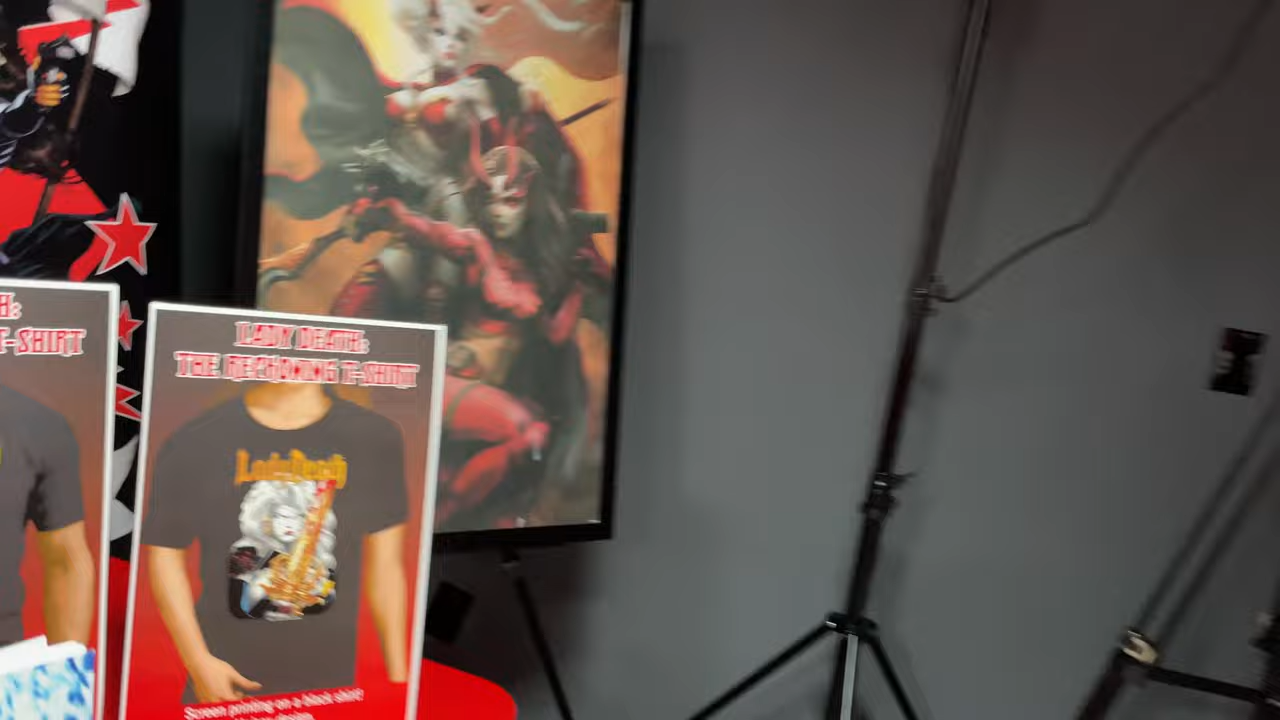 H:
T-SHIRT
LADY DEATH:
THE RECKONING T-SHIRT
Lady Death
Screen printing on a black shirt!